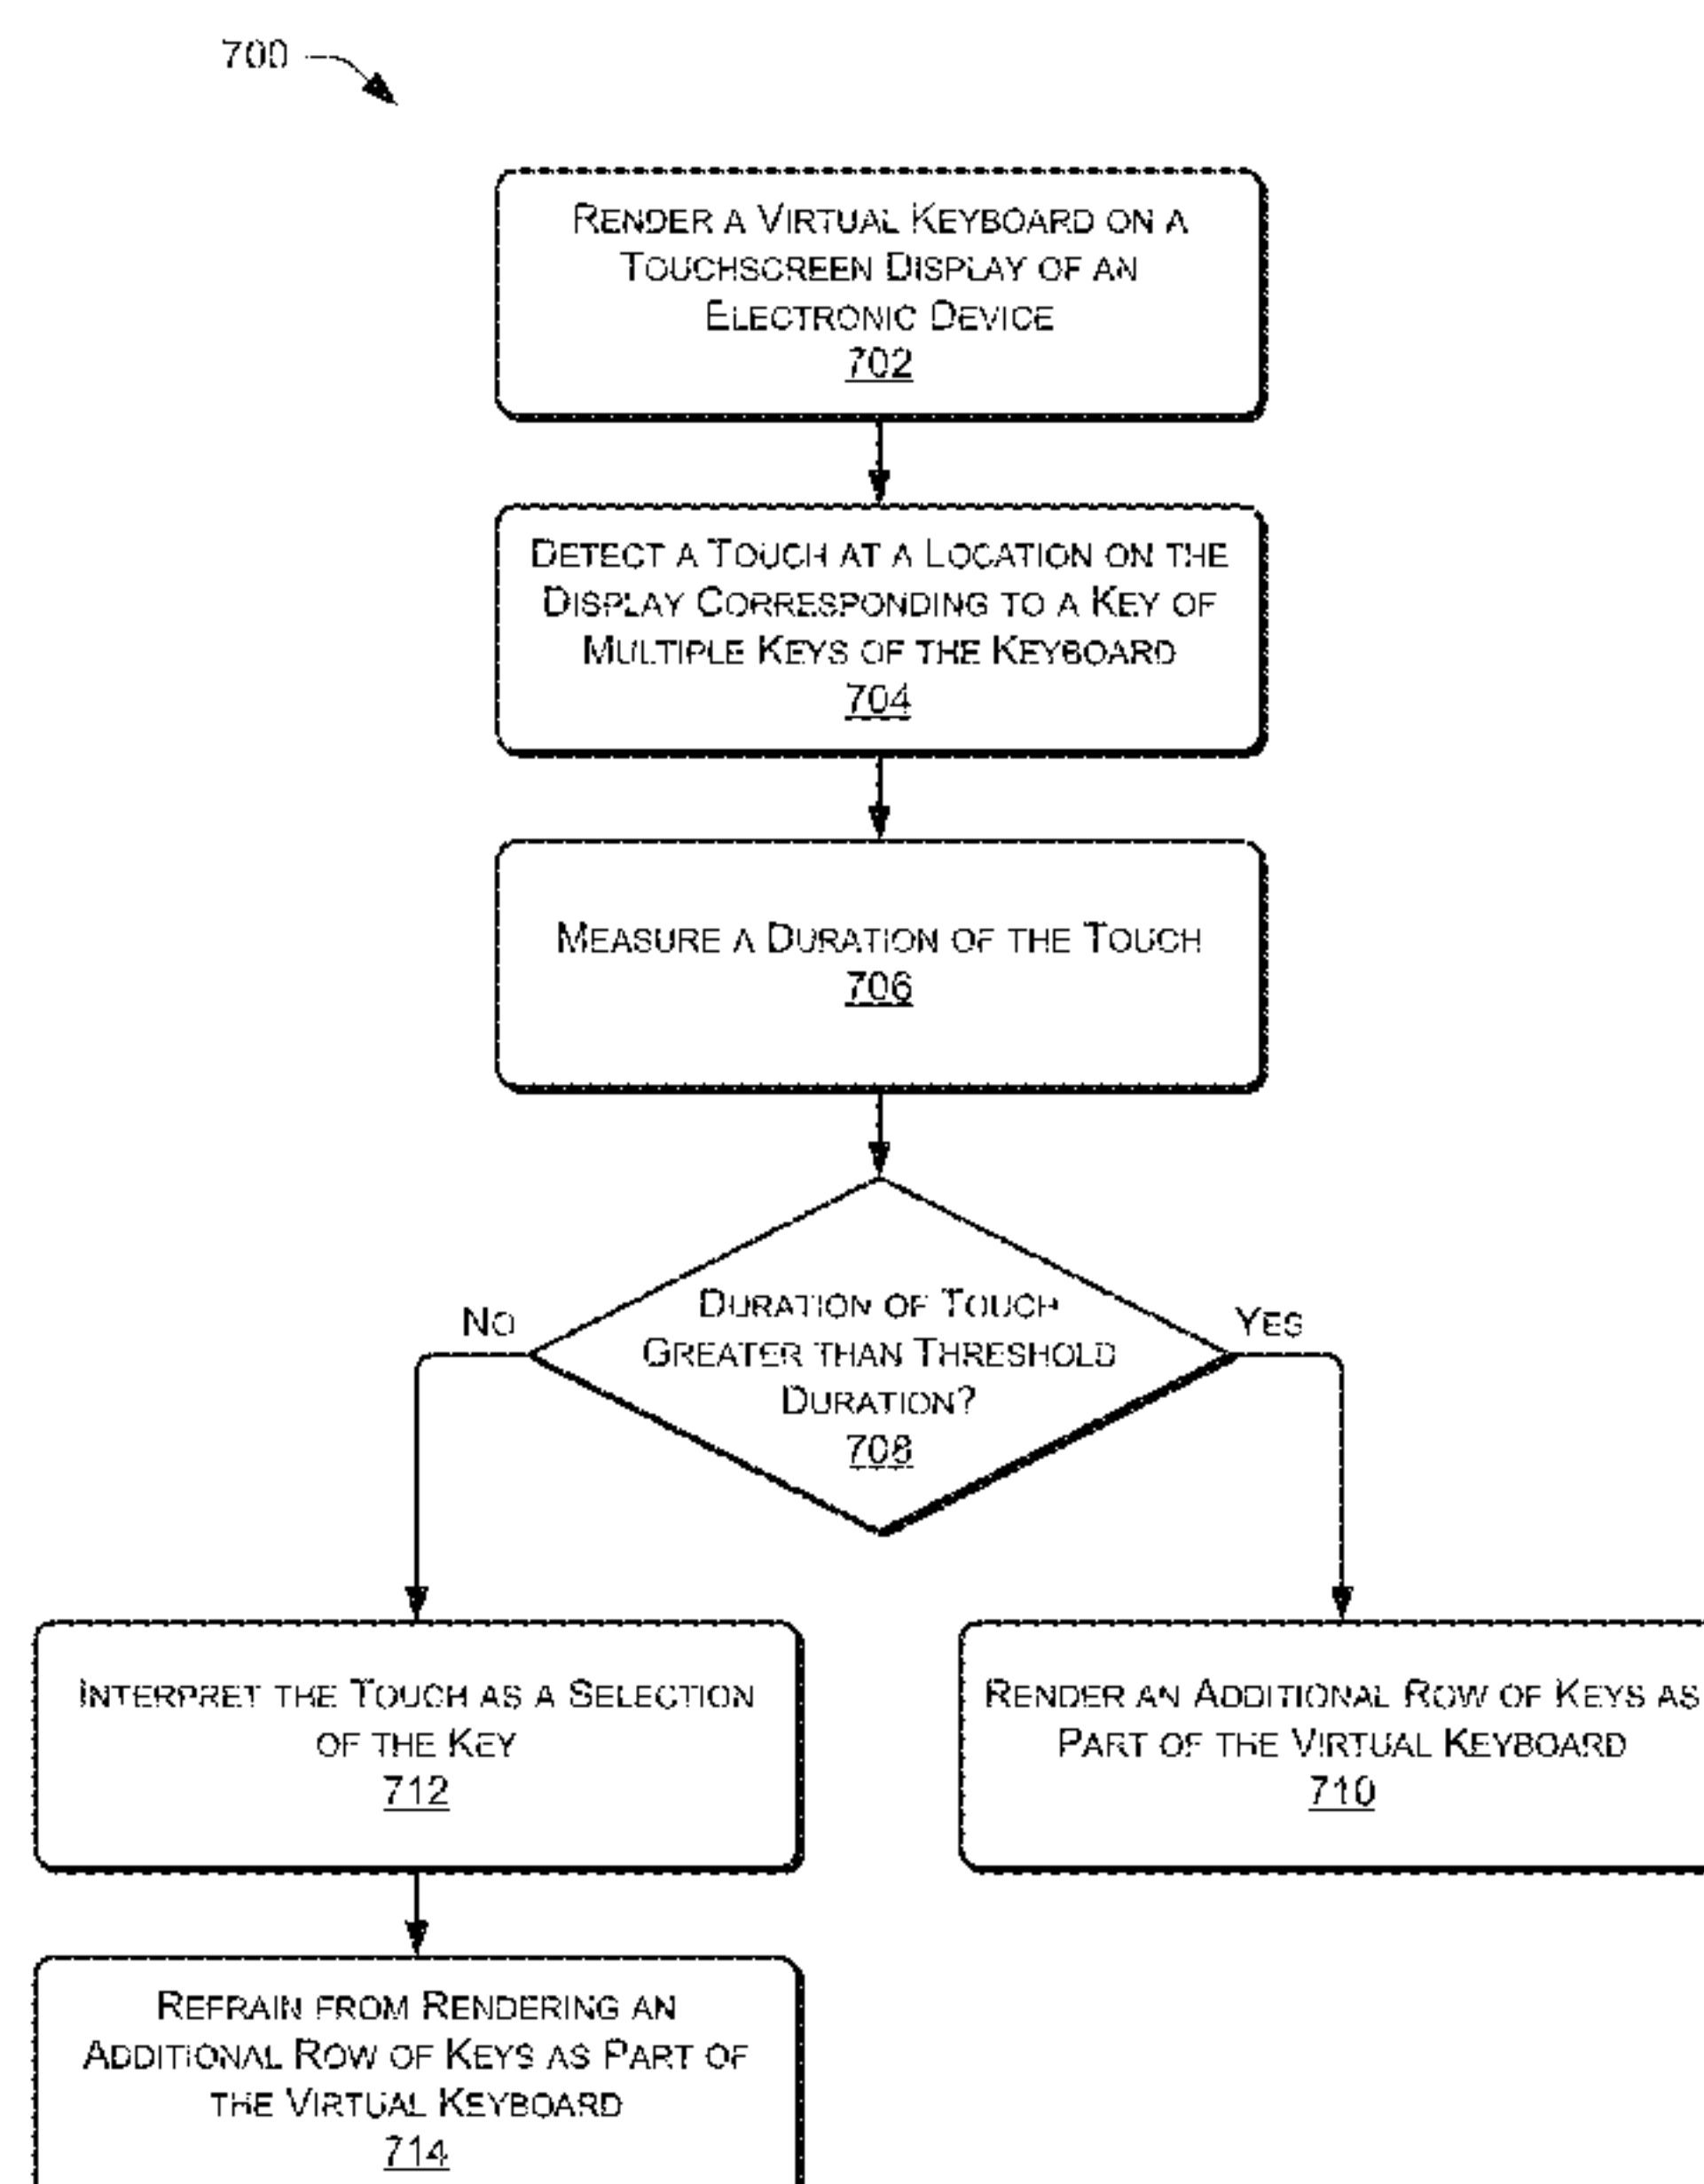 700
RENDER A VIRTUAL KEYBOARD ON A
TOUCHSCREEN DISPLAY OF AN
ELECTRONIC DEVICE
702
DETECT A TOUCH AT A LOCATION ON THE
DISPLAY CORRESPONDING TO A KEY OF
MULTIPLE KEYS OF THE KEYBOARD
704
MEASURE A DURATION OF THE TOUCH
706
DURATION OF TOUCH
GREATER THAN THRESHOLD
DURATION?
708
NO
YES
INTERPRET THE TOUCH AS A SELECTION
OF THE KEY
712
RENDER AN ADDITIONAL ROW OF KEYS AS
PART OF THE VIRTUAL KEYBOARD
710
REFRAIN FROM RENDERING AN
ADDITIONAL ROW OF KEYS AS PART OF
THE VIRTUAL KEYBOARD
714